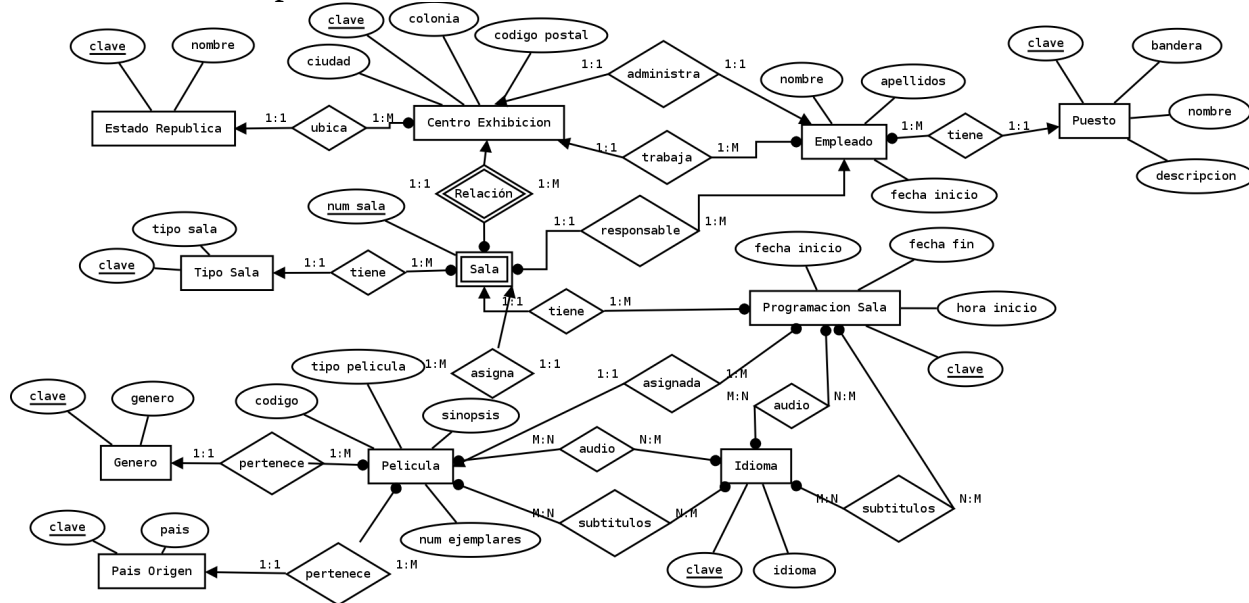 clave
colonia
codigo postal
clave
nombre
ciudad
1:1
administra
1:1
nombre
apellidos
clave
bandera
nombre
Estado Republica
1:1
ubica
1:M
Centro Exhibicion
1:1
trabaja
1:M
Empleado
1:M
tiene
1:1
Puesto
descripcion
fecha inicio
1:1
Relación
1:M
num sala
1:1
responsable
1:M
tipo sala
clave
Tipo Sala
1:1
tiene
1:M
Sala
fecha inicio
fecha fin
1:1
tiene
1:M
Programacion Sala
hora inicio
clave
1:M
asigna
1:1
tipo pelicula
1:1
asignada
1:M
clave
genero
codigo
sinopsis
M:N
audio
N:M
Genero
1:1
pertenece
1:M
Pelicula
M:N
audio
N:M
Idioma
M:N
subtitulos
N:M
M:N
subtitulos
N:M
clave
pais
num ejemplares
Pais Origen
1:1
pertenece
1:M
clave
idioma